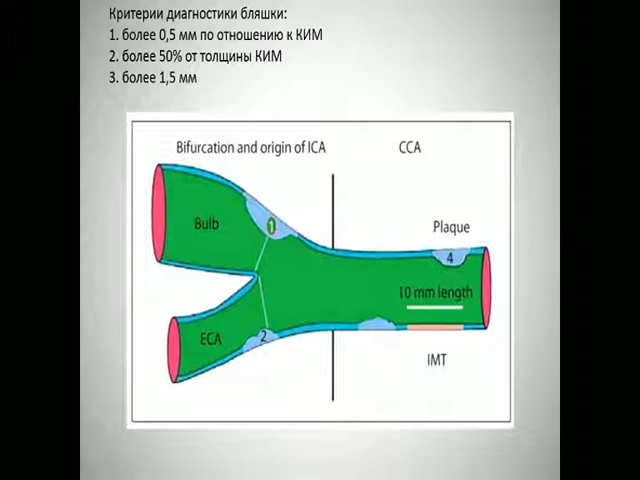 Критерии диагностики бляшки:
1. более 0,5 мм по отношению к КИМ
2. более 50% от толщины КИМ
3. более 1,5 мм
Bifurcation and origin of ICA
CCA
Bulb
1
Plaque
4
10 mm length
ECA
2
IMT